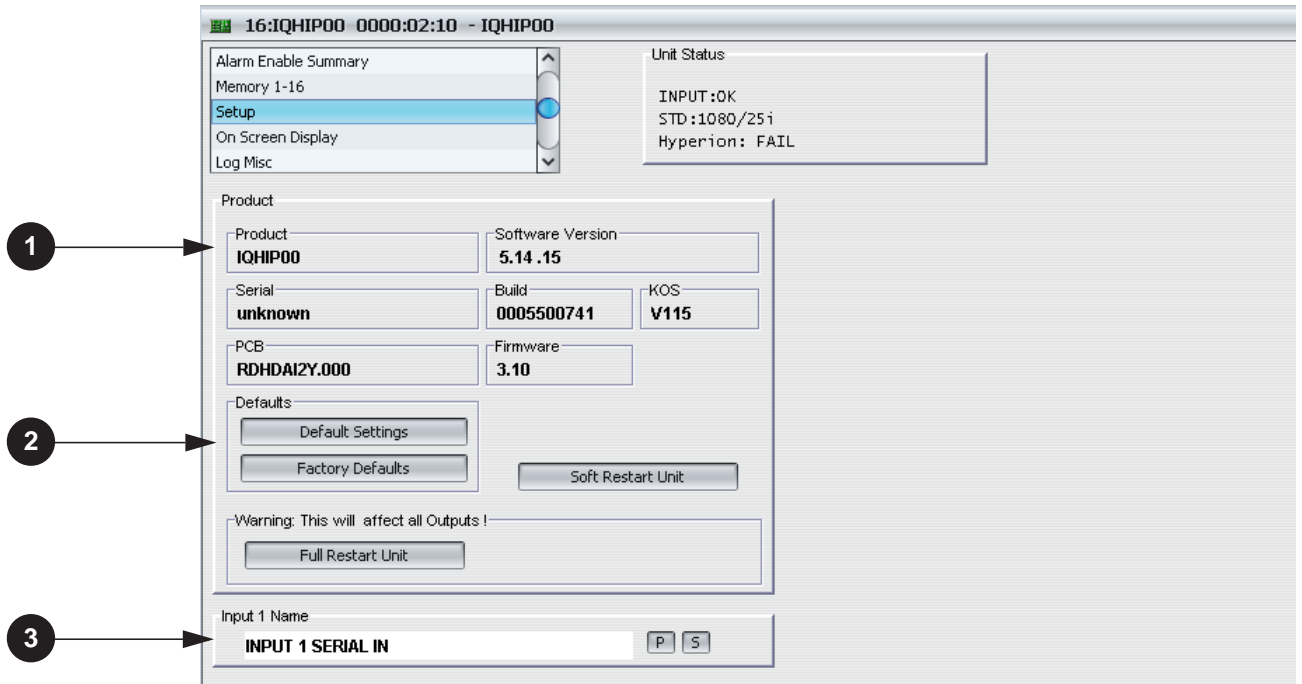 16:IQHIP00 0000:02:10 - IQHIP00
Alarm Enable Summary
Memory 1-16
Setup
On Screen Display
Log Misc
Unit Status
INPUT:OK
STD:1080/25i
Hyperion: FAIL
Product
1
Product
IQHIP00
Software Version
5.14 .15
Serial
unknown
Build
0005500741
KOS
V115
PCB
RDHDAI2Y.000
Firmware
3.10
2
Defaults
Default Settings
Factory Defaults
Soft Restart Unit
Warning: This will affect all Outputs !
Full Restart Unit
3
Input 1 Name
INPUT 1 SERIAL IN
P S